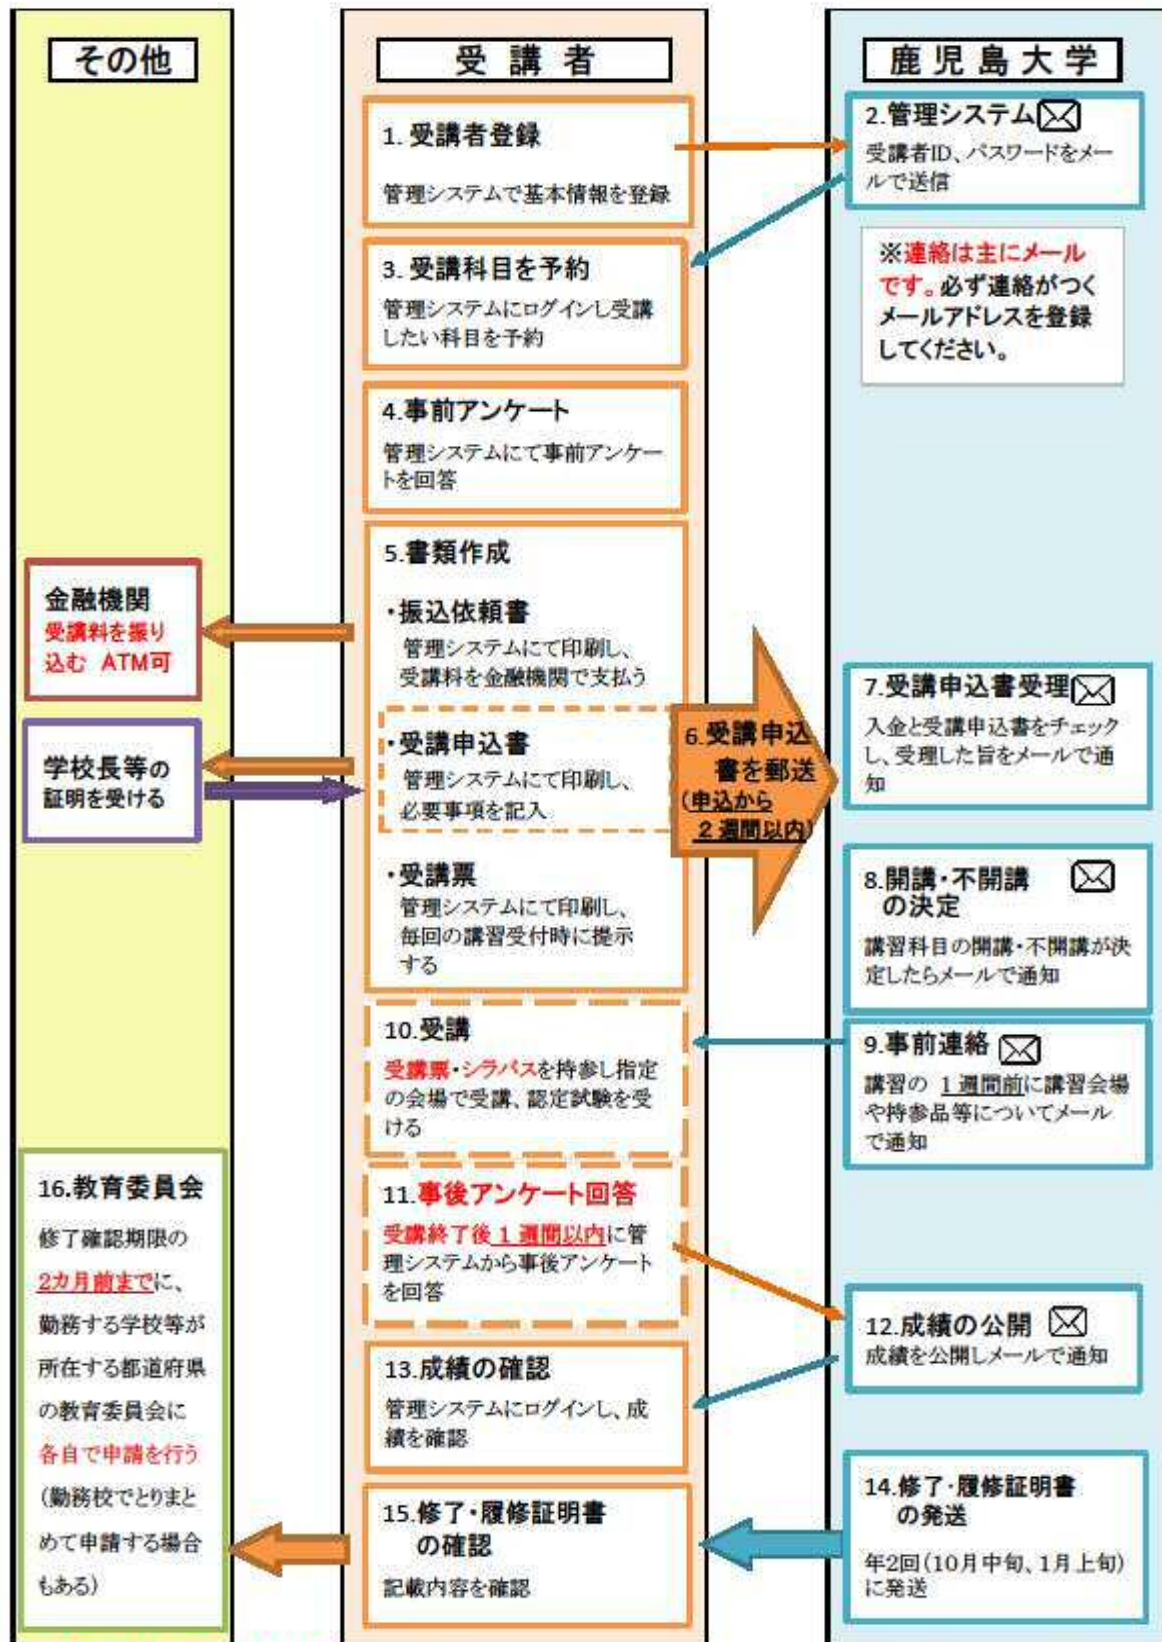 その他
受講者
鹿児島大学
1. 受講者登録
管理システムで基本情報を登録
2.管理システム
受講者ID、パスワードをメー
ルで送信
※連絡は主にメール
です。必ず連絡がつく
メールアドレスを登録
してください。
3. 受講科目を予約
管理システムにログインし受講
したい科目を予約
4.事前アンケート
管理システムにて事前アンケー
トを回答
5.書類作成
・振込依頼書
管理システムにて印刷し、
受講料を金融機関で支払う
金融機関
受講料を振り
込む ATM可
・受講申込書
管理システムにて印刷し、
必要事項を記入
学校長等の
証明を受ける
・受講票
管理システムにて印刷し、
毎回の講習受付時に提示
する
6.受講申込
書を郵送
(申込から
2週間以内)
7.受講申込書受理
入金と受講申込書をチェック
し、受理した旨をメールで通
知
8.開講・不開講
の決定
講習科目の開講・不開講が決
定したらメールで通知
9.事前連絡
講習の 1週間前に講習会場
や持参品等についてメール
で通知
10.受講
受講票・シラバスを持参し指定
の会場で受講、認定試験を受
ける
11.事後アンケート回答
受講終了後1週間以内に管
理システムから事後アンケート
を回答
12.成績の公開
成績を公開しメールで通知
13.成績の確認
管理システムにログインし、成
績を確認
14.修了・履修証明書
の発送
年2回(10月中旬、1月上旬)
に発送
15.修了・履修証明書
の確認
記載内容を確認
16.教育委員会
修了確認期限の
2カ月前までに、
勤務する学校等が
所在する都道府県
の教育委員会に
各自で申請を行う
(勤務校でとりまと
めて申請する場合
もある)